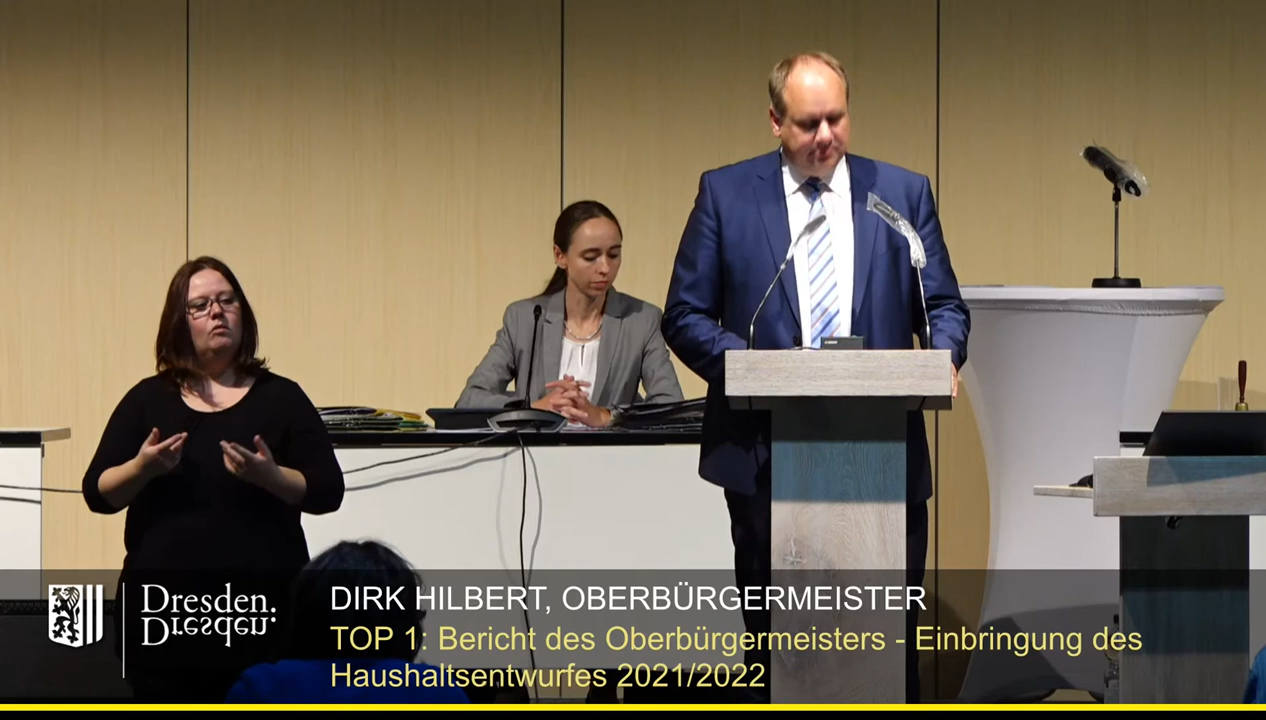 Dresden.
Dresden.
DIRK HILBERT, OBERBÜRGERMEISTER
TOP 1: Bericht des Oberbürgermeisters - Einbringung des
Haushaltsentwurfes 2021/2022